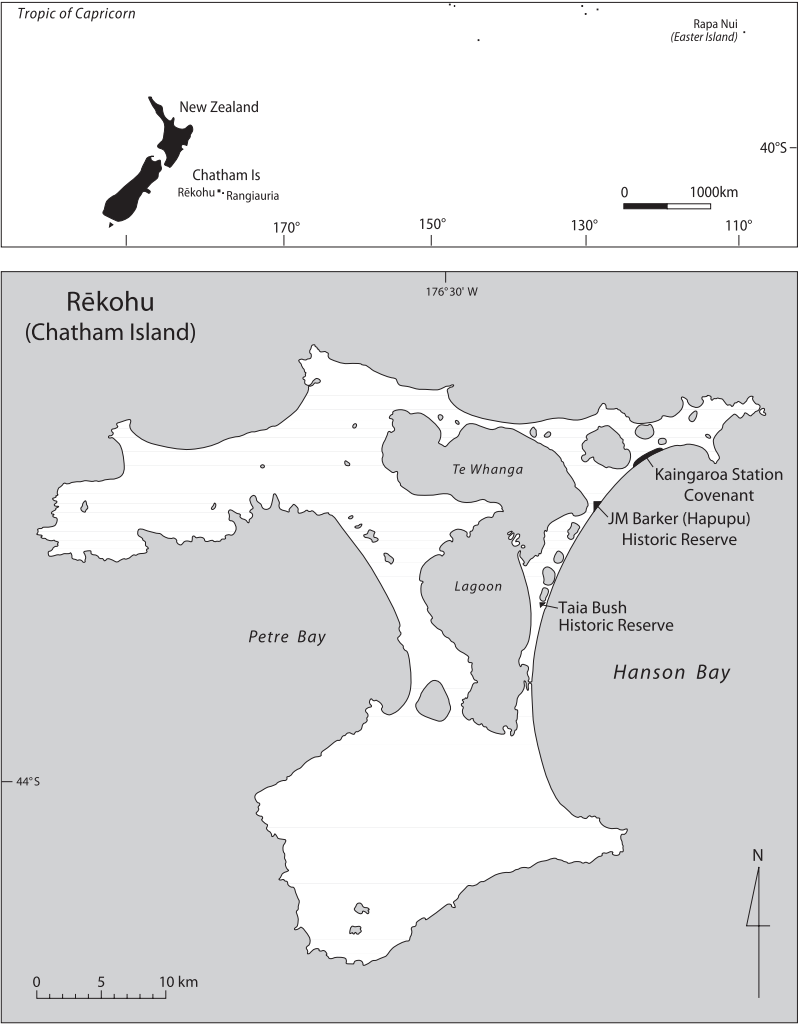 Tropic of Capricorn
Rapa Nui
(Easter Island)
New Zealand
40°S
Chatham Is
Rēkohu
Rangiauria
0 1000km
170° 150° 130° 110°
176°30' W
Rēkohu
(Chatham Island)
Te Whanga
Kaingaroa Station
Covenant
JM Barker (Hapupu)
Historic Reserve
Lagoon
Taia Bush
Historic Reserve
Petre Bay
Hanson Bay
44°S
N
0 5 10 km